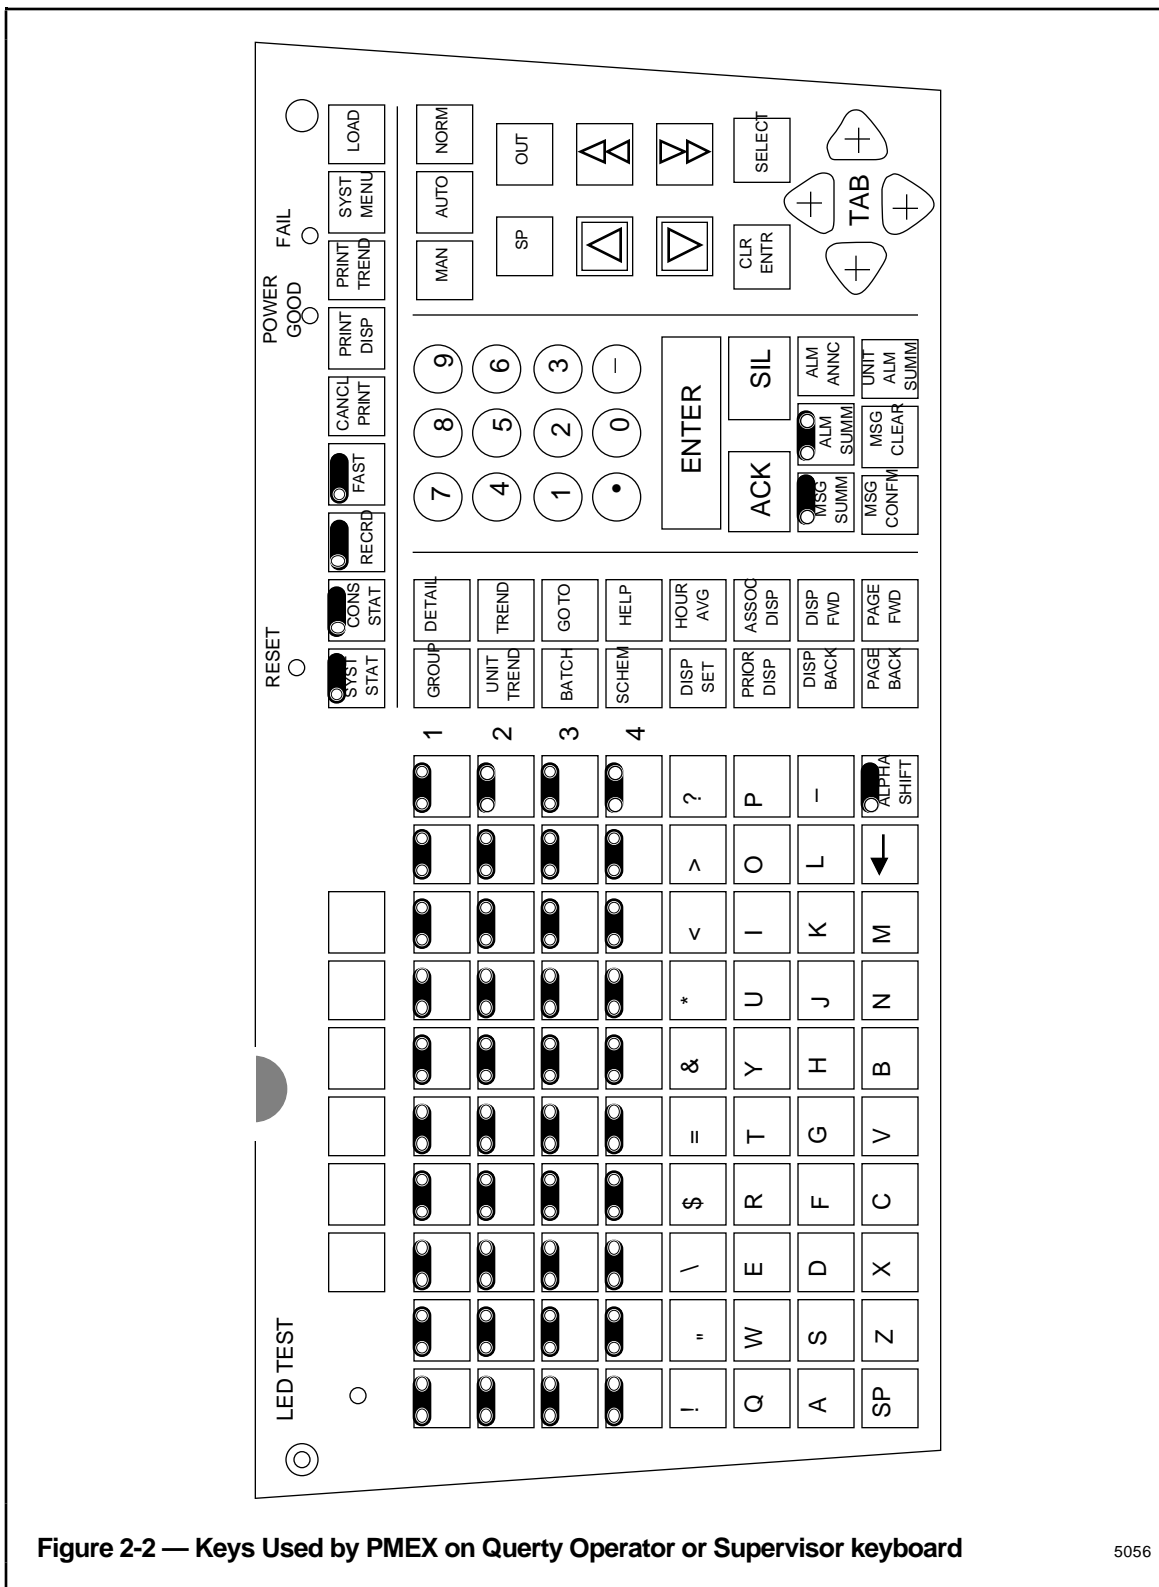 LED TEST
RESET
POWER
GOOD
FAIL
SYST
STAT
CONS
STAT
RECRD
FAST
CANCL
PRINT
PRINT
DISP
PRINT
TREND
SYST
MENU
LOAD
1
GROUP
DETAIL
7
8
9
MAN
AUTO
NORM
2
UNIT
TREND
TREND
4
5
6
SP
OUT
3
BATCH
GO TO
1
2
3
4
SCHEM
HELP
•
0
–
! " \ $ = & * < > ?
DISP
SET
HOUR
AVG
ENTER
Q W E R T Y U I O P
PRIOR
DISP
ASSOC
DISP
ACK
SIL
CLR
ENTR
SELECT
A S D F G H J K L –
DISP
BACK
DISP
FWD
MSG
SUMM
ALM
SUMM
ALM
ANNC
TAB
SP Z X C V B N M ←
ALPHA
SHIFT
PAGE
BACK
PAGE
FWD
MSG
CONFM
MSG
CLEAR
UNIT
ALM
SUMM
Figure 2-2 — Keys Used by PMEX on Querty Operator or Supervisor keyboard
5056